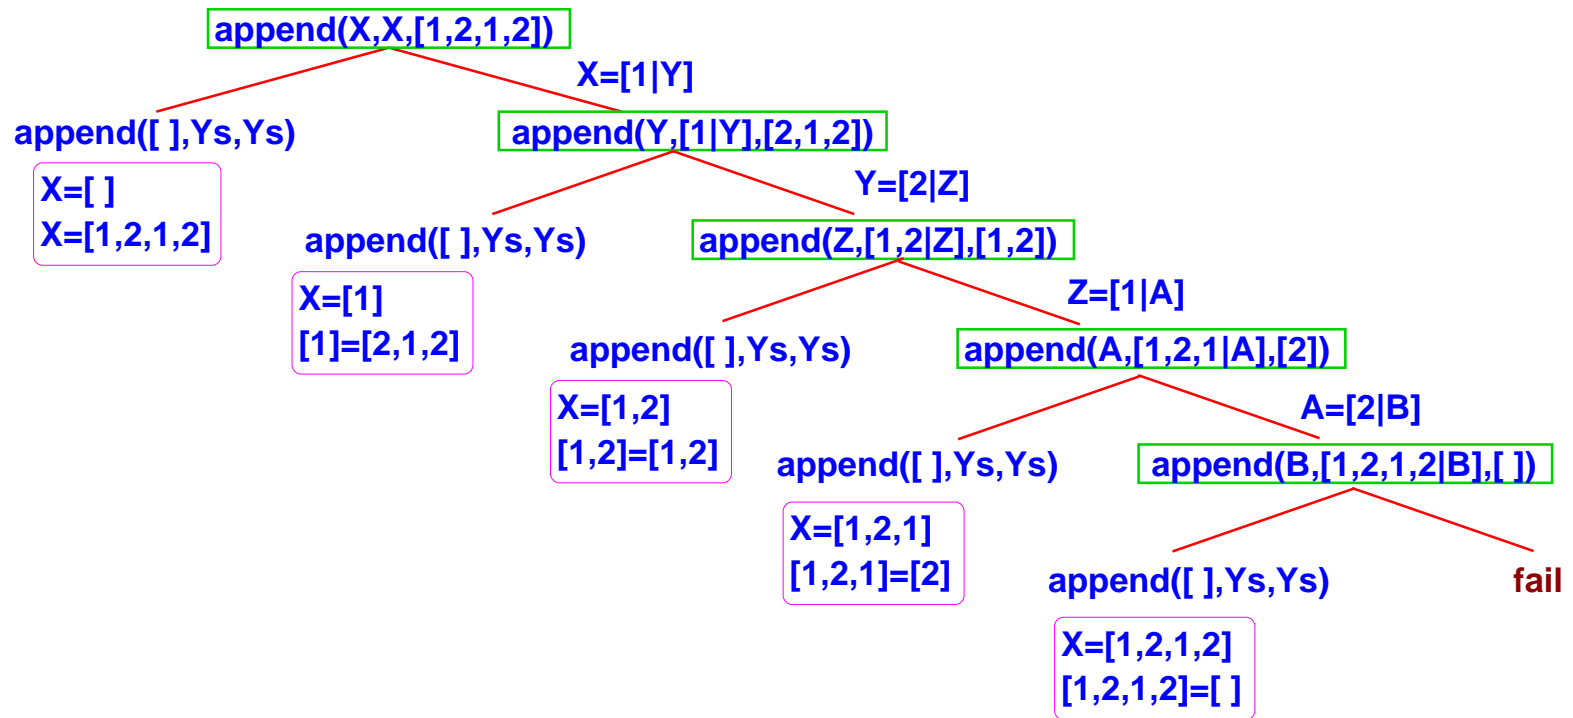 append(X,X,[1,2,1,2])
X=[1|Y]
append([ ],Ys,Ys)
append(Y,[1|Y],[2,1,2])
X=[ ]
X=[1,2,1,2]
Y=[2|Z]
append([ ],Ys,Ys)
append(Z,[1,2|Z],[1,2])
X=[1]
[1]=[2,1,2]
Z=[1|A]
append([ ],Ys,Ys)
append(A,[1,2,1|A],[2])
X=[1,2]
[1,2]=[1,2]
A=[2|B]
append([ ],Ys,Ys)
append(B,[1,2,1,2|B],[ ])
X=[1,2,1]
[1,2,1]=[2]
append([ ],Ys,Ys)
fail
X=[1,2,1,2]
[1,2,1,2]=[ ]